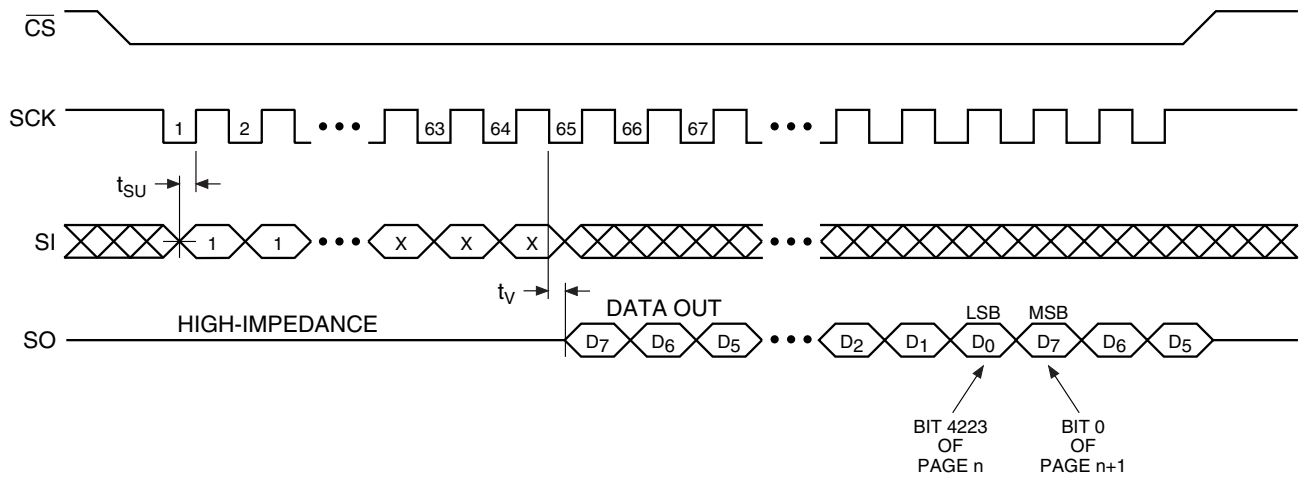 CS
SCK 1 2 ••• 63 64 65 66 67 •••
tSU
SI 1 1 ••• X X X •••
tV
HIGH-IMPEDANCE DATA OUT LSB MSB
SO D7 D6 D5 ••• D2 D1 D0 D7 D6 D5
BIT 4223 BIT 0
OF OF
PAGE n PAGE n+1